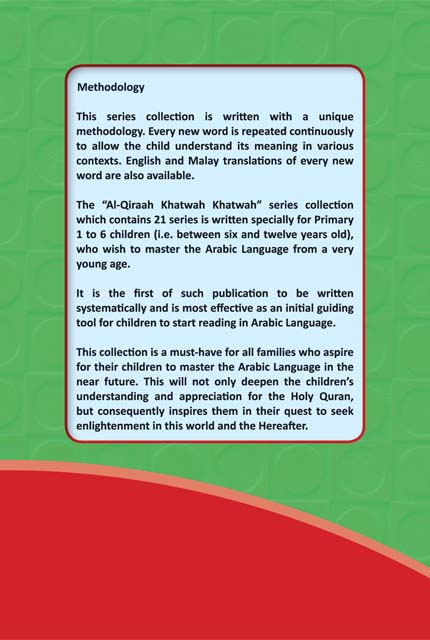 Methodology
This series collection is written with a unique
methodology. Every new word is repeated continuously
to allow the child understand its meaning in various
contexts. English and Malay translations of every new
word are also available.
The “Al-Qiraah Khatwah Khatwah” series collection
which contains 21 series is written specially for Primary
1 to 6 children (i.e. between six and twelve years old),
who wish to master the Arabic Language from a very
young age.
It is the first of such publication to be written
systematically and is most effective as an initial guiding
tool for children to start reading in Arabic Language.
This collection is a must-have for all families who aspire
for their children to master the Arabic Language in the
near future. This will not only deepen the children’s
understanding and appreciation for the Holy Quran,
but consequently inspires them in their quest to seek
enlightenment in this world and the Hereafter.